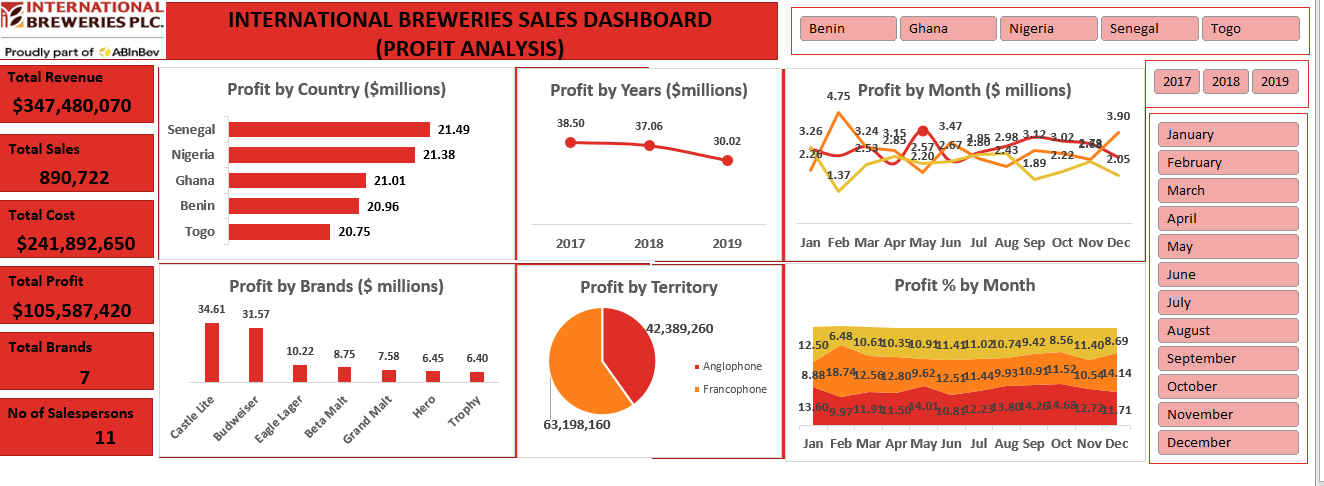 INTERNATIONAL
BREWERIES PLC.
Proudly part of ABInBev
INTERNATIONAL BREWERIES SALES DASHBOARD
(PROFIT ANALYSIS)
Benin
Ghana
Nigeria
Senegal
Togo
2017
2018
2019
January
February
March
April
May
June
July
August
September
October
November
December
Total Revenue
$347,480,070
Total Sales
890,722
Total Cost
$241,892,650
Total Profit
$105,587,420
Total Brands
7
No of Salespersons
11
Profit by Country ($millions)
Senegal 21.49
Nigeria 21.38
Ghana 21.01
Benin 20.96
Togo 20.75
Profit by Years ($millions)
38.50 37.06 30.02
2017 2018 2019
Profit by Month ($ millions)
4.75
3.90
3.26 3.24 3.15 3.47 2.95 2.98 3.12 3.02
2.26 2.53 2.85 2.57 2.67 2.80 2.43 2.22 2.05
2.20 1.89
1.37
Jan Feb Mar Apr May Jun Jul Aug Sep Oct Nov Dec
Profit by Brands ($ millions)
34.61 31.57 10.22 8.75 7.58 6.45 6.40
Castle Lite Budweiser Eagle Lager Beta Malt Grand Malt Hero Trophy
Profit by Territory
42,389,260
Anglophone
Francophone
63,198,160
Profit % by Month
12.50 6.48 10.61 10.35 10.91 11.41 11.02 10.74 9.42 8.56 11.40 8.69
8.88 18.74 12.56 12.80 9.62 12.51 11.44 9.93 10.91 11.52 10.54 14.14
13.60 9.97 11.91 11.50 14.01 10.81 12.23 13.80 14.26 14.68 12.72 11.71
Jan Feb Mar Apr May Jun Jul Aug Sep Oct Nov Dec